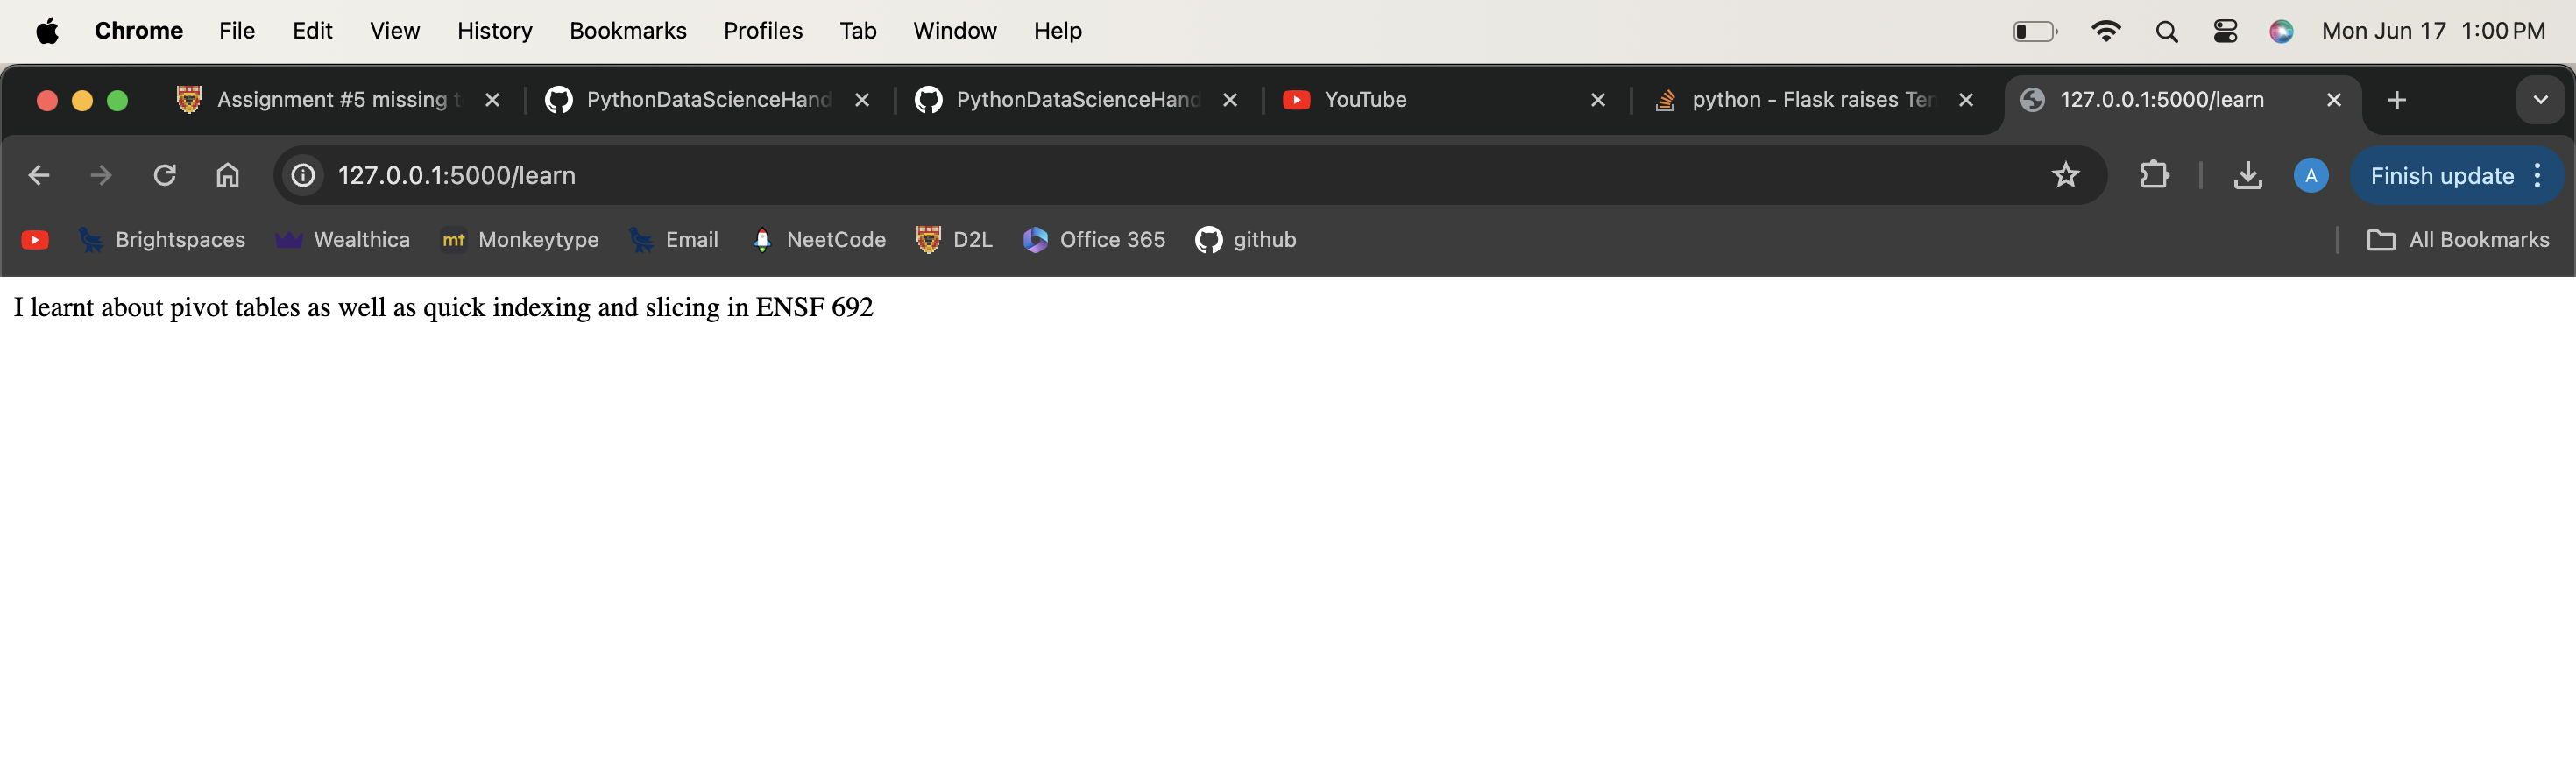 Chrome File Edit View History Bookmarks Profiles Tab Window Help Mon Jun 17 1:00 PM
Assignment #5 missing t PythonDataScienceHand PythonDataScienceHand YouTube python - Flask raises Tem 127.0.0.1:5000/learn
127.0.0.1:5000/learn A Finish update
Brightspaces Wealthica mt Monkeytype Email NeetCode D2L Office 365 github All Bookmarks
I learnt about pivot tables as well as quick indexing and slicing in ENSF 692